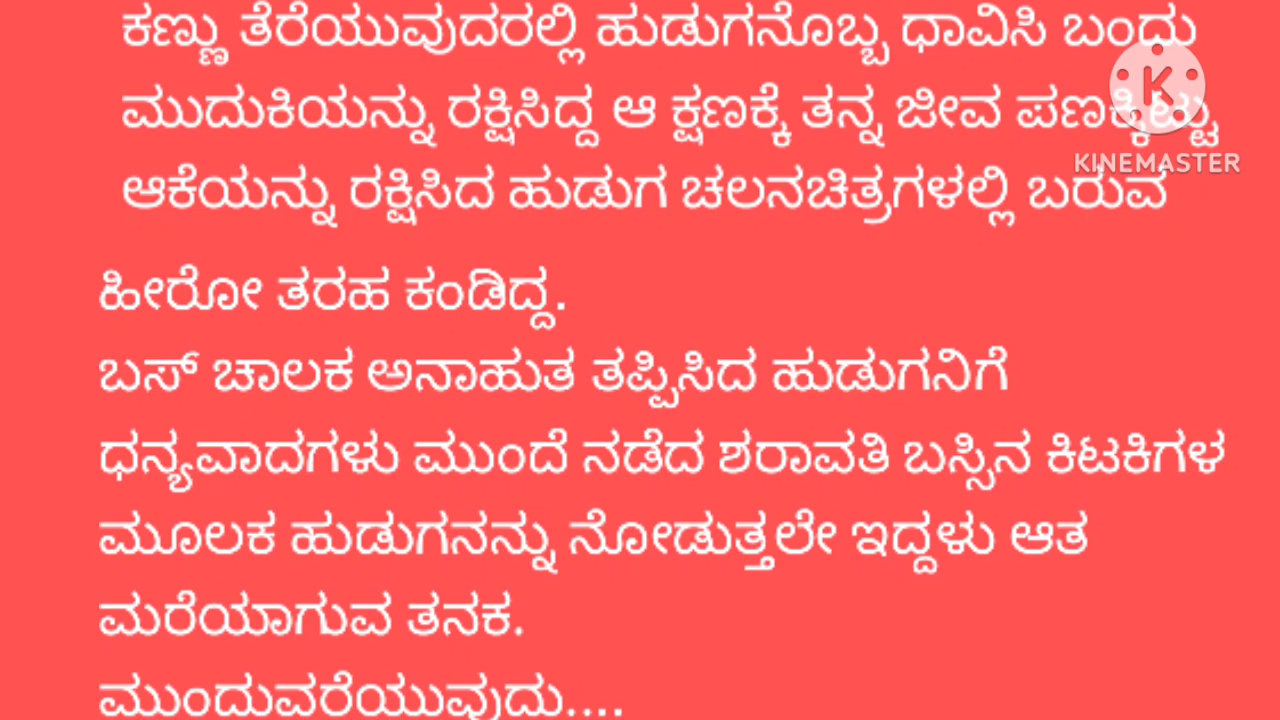 ಕಣ್ಣು ತೆರೆಯುವುದರಲ್ಲಿ ಹುಡುಗನೊಬ್ಬ ಧಾವಿಸಿ ಬಂದು
ಮುದುಕಿಯನ್ನು ರಕ್ಷಿಸಿದ್ದ ಆ ಕ್ಷಣಕ್ಕೆ ತನ್ನ ಜೀವ ಪಣಕ್ಕಿಟ್ಟು
ಆಕೆಯನ್ನು ರಕ್ಷಿಸಿದ ಹುಡುಗ ಚಲನಚಿತ್ರಗಳಲ್ಲಿ ಬರುವ
ಹೀರೋ ತರಹ ಕಂಡಿದ್ದ.
ಬಸ್ ಚಾಲಕ ಅನಾಹುತ ತಪ್ಪಿಸಿದ ಹುಡುಗನಿಗೆ
ಧನ್ಯವಾದಗಳು ಮುಂದೆ ನಡೆದ ಶರಾವತಿ ಬಸ್ಸಿನ ಕಿಟಕಿಗಳ
ಮೂಲಕ ಹುಡುಗನನ್ನು ನೋಡುತ್ತಲೇ ಇದ್ದಳು ಆತ
ಮರೆಯಾಗುವ ತನಕ.
ಮುಂದುವರೆಯುವುದು....
K
KINEMASTER